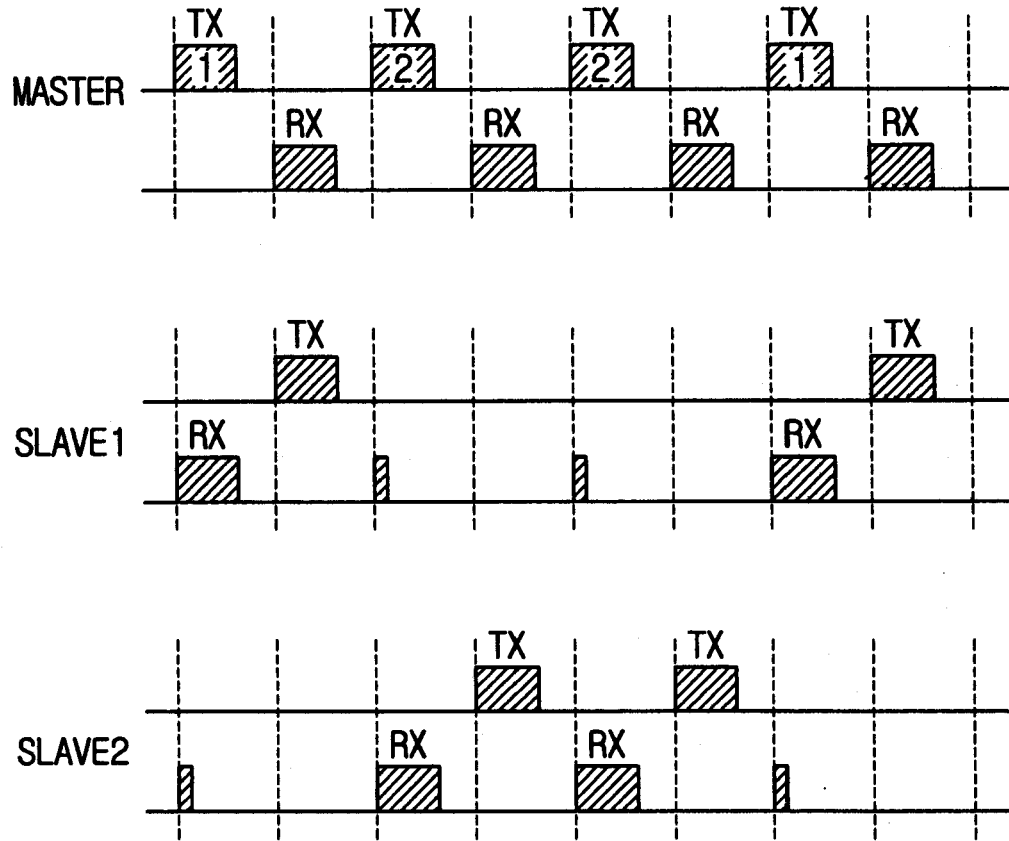 TX TX TX TX
1 2 2 1
MASTER
RX RX RX RX
TX TX
SLAVE1
RX RX
TX TX
SLAVE2
RX RX